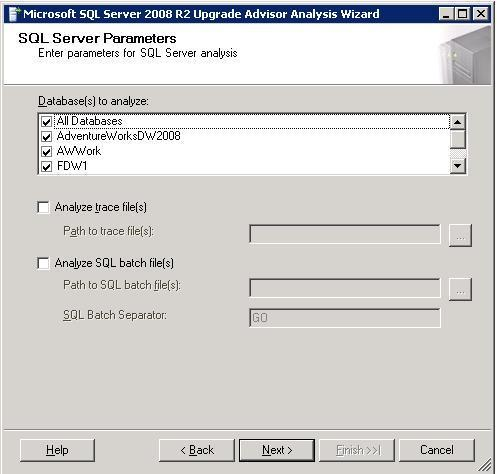 Microsoft SQL Server 2008 R2 Upgrade Advisor Analysis Wizard
SQL Server Parameters
Enter parameters for SQL Server analysis
Database(s) to analyze:
All Databases
AdventureWorksDW2008
AWWork
FDW1
Analyze trace file(s)
Path to trace file(s):
...
Analyze SQL batch file(s)
Path to SQL batch file(s):
...
SQL Batch Separator:
GO
Help
< Back
Next >
Finish >>|
Cancel